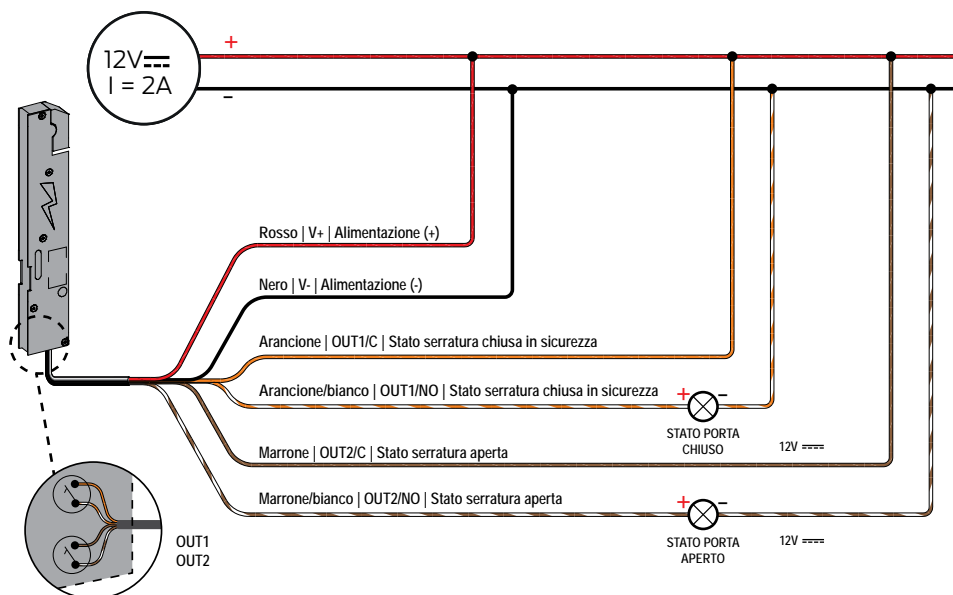 12V
I = 2A
+
–
Rosso | V+ | Alimentazione (+)
Nero | V- | Alimentazione (-)
Arancione | OUT1/C | Stato serratura chiusa in sicurezza
Arancione/bianco | OUT1/NO | Stato serratura chiusa in sicurezza
+ –
STATO PORTA
CHIUSO
12V
Marrone | OUT2/C | Stato serratura aperta
Marrone/bianco | OUT2/NO | Stato serratura aperta
+ –
STATO PORTA
APERTO
12V
OUT1
OUT2